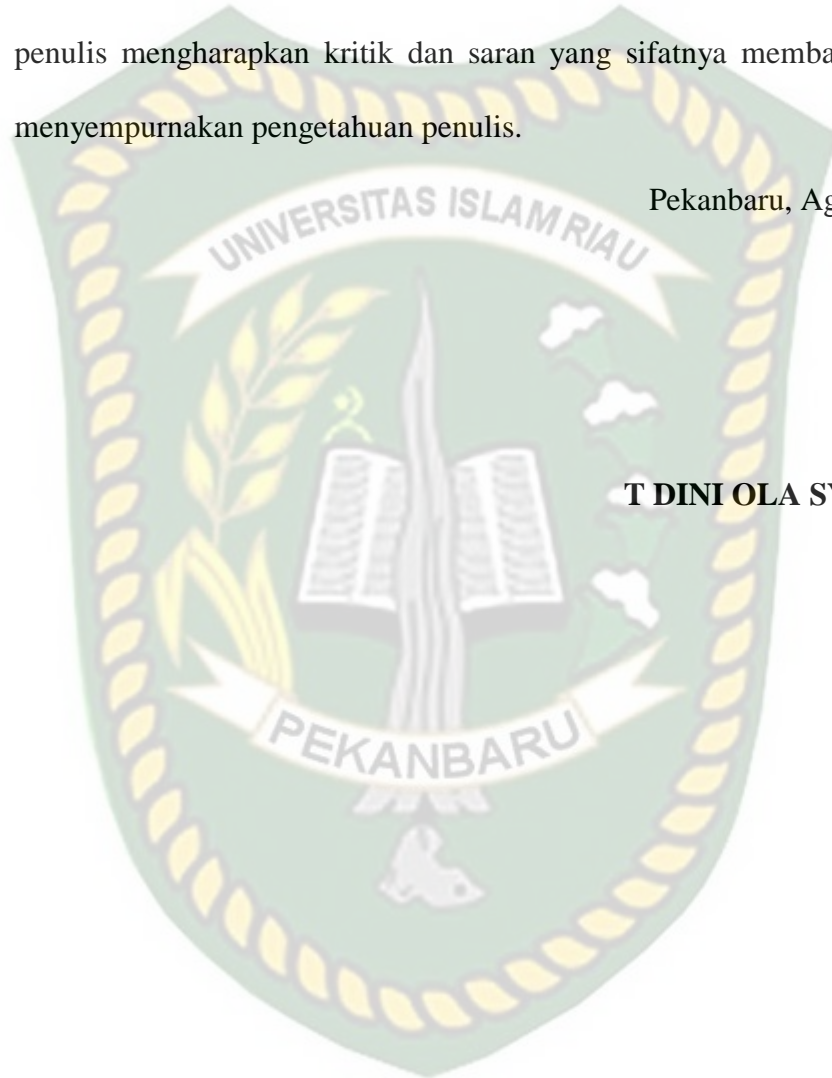 penulis mengharapkan kritik dan saran yang sifatnya memba
menyempurnakan pengetahuan penulis.
Pekanbaru, Ag
UNIVERSITAS ISLAM RIAU
T DINI OLA SY
PEKANBARU